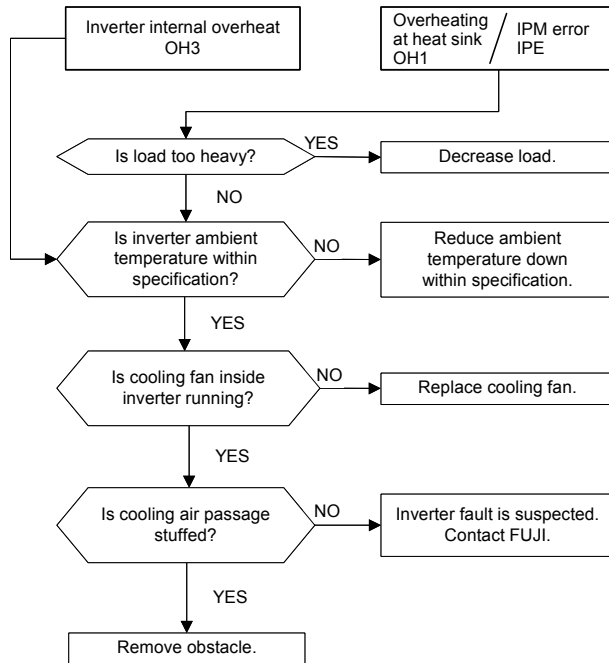 Inverter internal overheat
OH3
Overheating
at heat sink
OH1
IPM error
IPE
Is load too heavy?
YES
Decrease load.
NO
Is inverter ambient
temperature within
specification?
NO
Reduce ambient
temperature down
within specification.
YES
Is cooling fan inside
inverter running?
NO
Replace cooling fan.
YES
Is cooling air passage
stuffed?
NO
Inverter fault is suspected.
Contact FUJI.
YES
Remove obstacle.